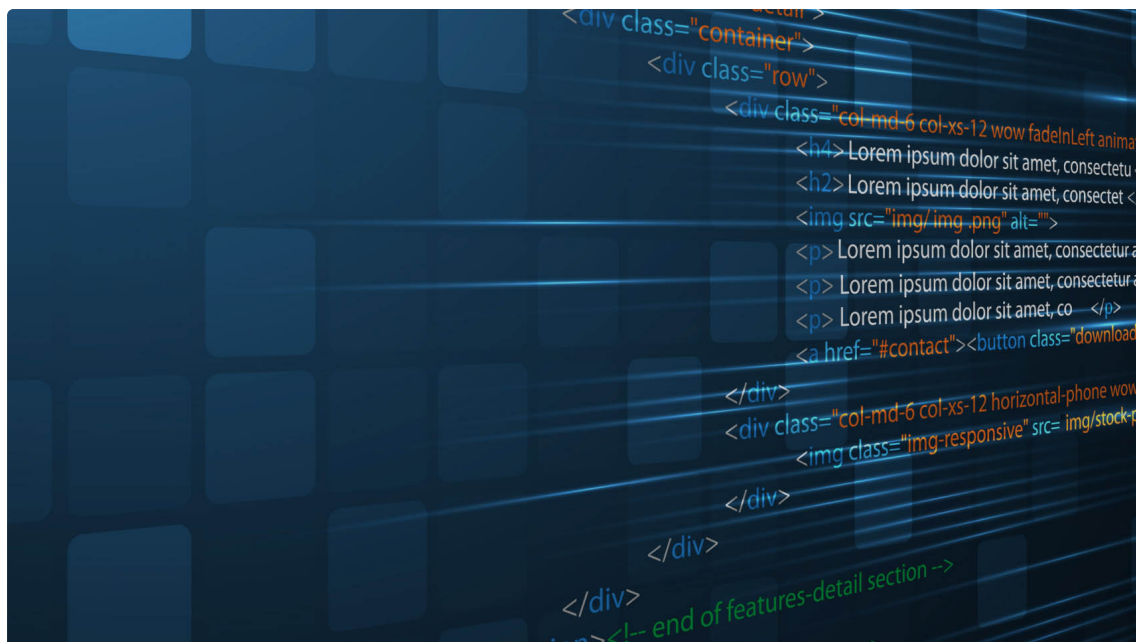 detail">
<div class="container">
<div class="row">
<div class="col-md-6 col-xs-12 wow fadeInLeft
<h4> Lorem ipsum dolor sit amet, consectetu
<h2> Lorem ipsum dolor sit amet, consectet <
<img src="img/ img .png" alt="">
<p> Lorem ipsum dolor sit amet, consectetur a
<p> Lorem ipsum dolor sit amet, consectetur a
<p> Lorem ipsum dolor sit amet, co </p>
<a href="#contact"><button class="download
</div>
<div class="col-md-6 col-xs-12 horizontal-phone wow
<img class="img-responsive" src= img/stock-p
</div>
</div>
</div>
<!-- end of features-detail section -->